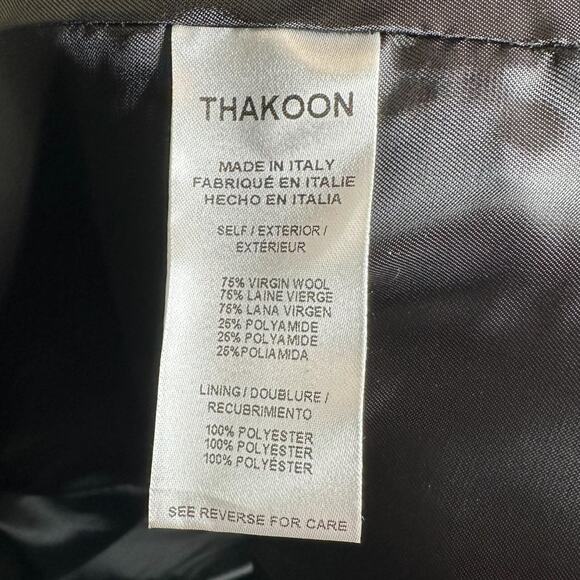 THAKOON
MADE IN ITALY
FABRIQUÉ EN ITALIE
HECHO EN ITALIA
SELF / EXTERIOR /
EXTÉRIEUR
75% VIRGIN WOOL
75% LAINE VIERGE
75% LANA VIRGEN
25% POLYAMIDE
25% POLYAMIDE
25%POLIAMIDA
LINING / DOUBLURE /
RECUBRIMIENTO
100% POLYESTER
100% POLYESTER
100% POLYÉSTER
SEE REVERSE FOR CARE